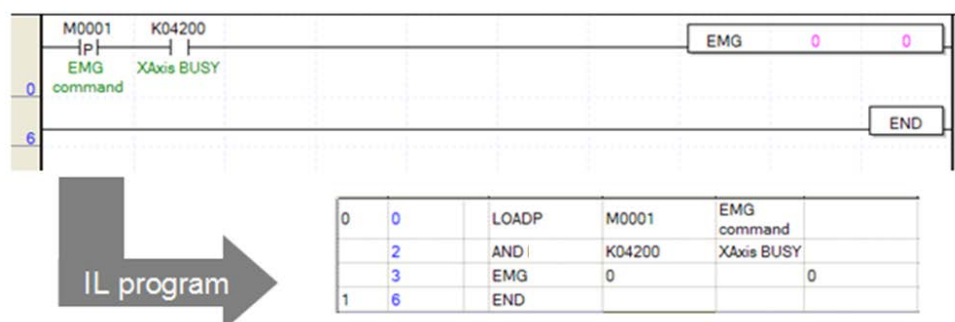 M0001 K04200
P
EMG 0 0
EMG XAxis BUSY
command
0
END
6
IL program
0 0 LOADP M0001 EMG command
2 AND K04200 XAxis BUSY
3 EMG 0 0
1 6 END